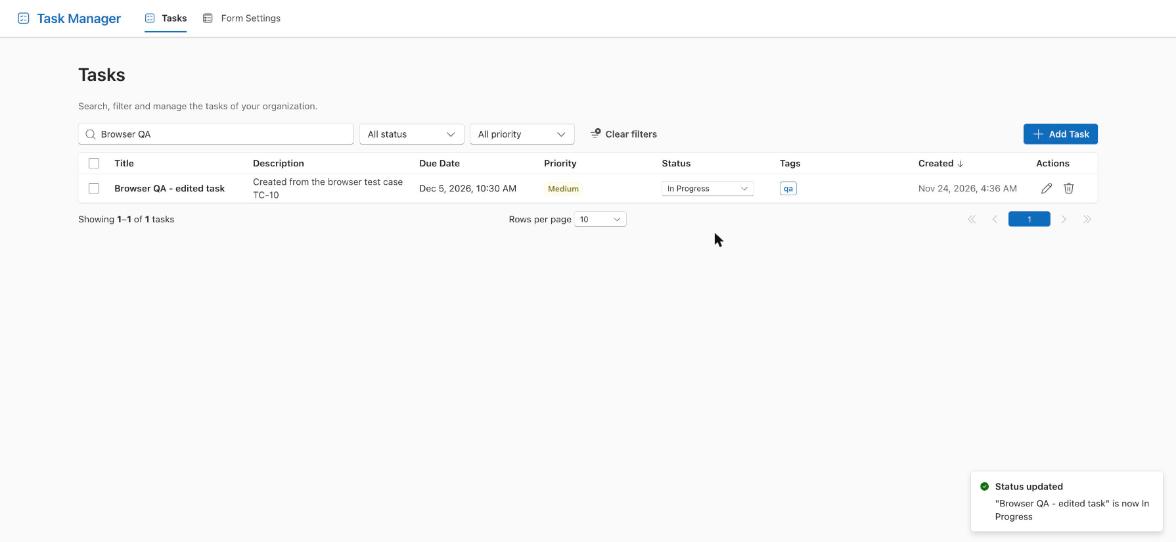 Task Manager
Tasks
Form Settings
Tasks
Search, filter and manage the tasks of your organization.
Browser QA
All status
All priority
Clear filters
Add Task
Title Description Due Date Priority Status Tags Created ↓ Actions
Browser QA - edited task
Created from the browser test case
TC-10
Dec 5, 2026, 10:30 AM
Medium
In Progress
qa
Nov 24, 2026, 4:36 AM
Showing 1–1 of 1 tasks
Rows per page 10
1
Status updated
"Browser QA - edited task" is now In
Progress